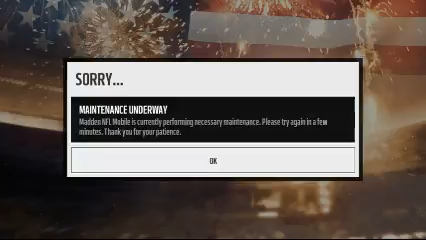 SORRY...
MAINTENANCE UNDERWAY
Madden NFL Mobile is currently performing necessary maintenance. Please try again in a few
minutes. Thank you for your patience.
OK